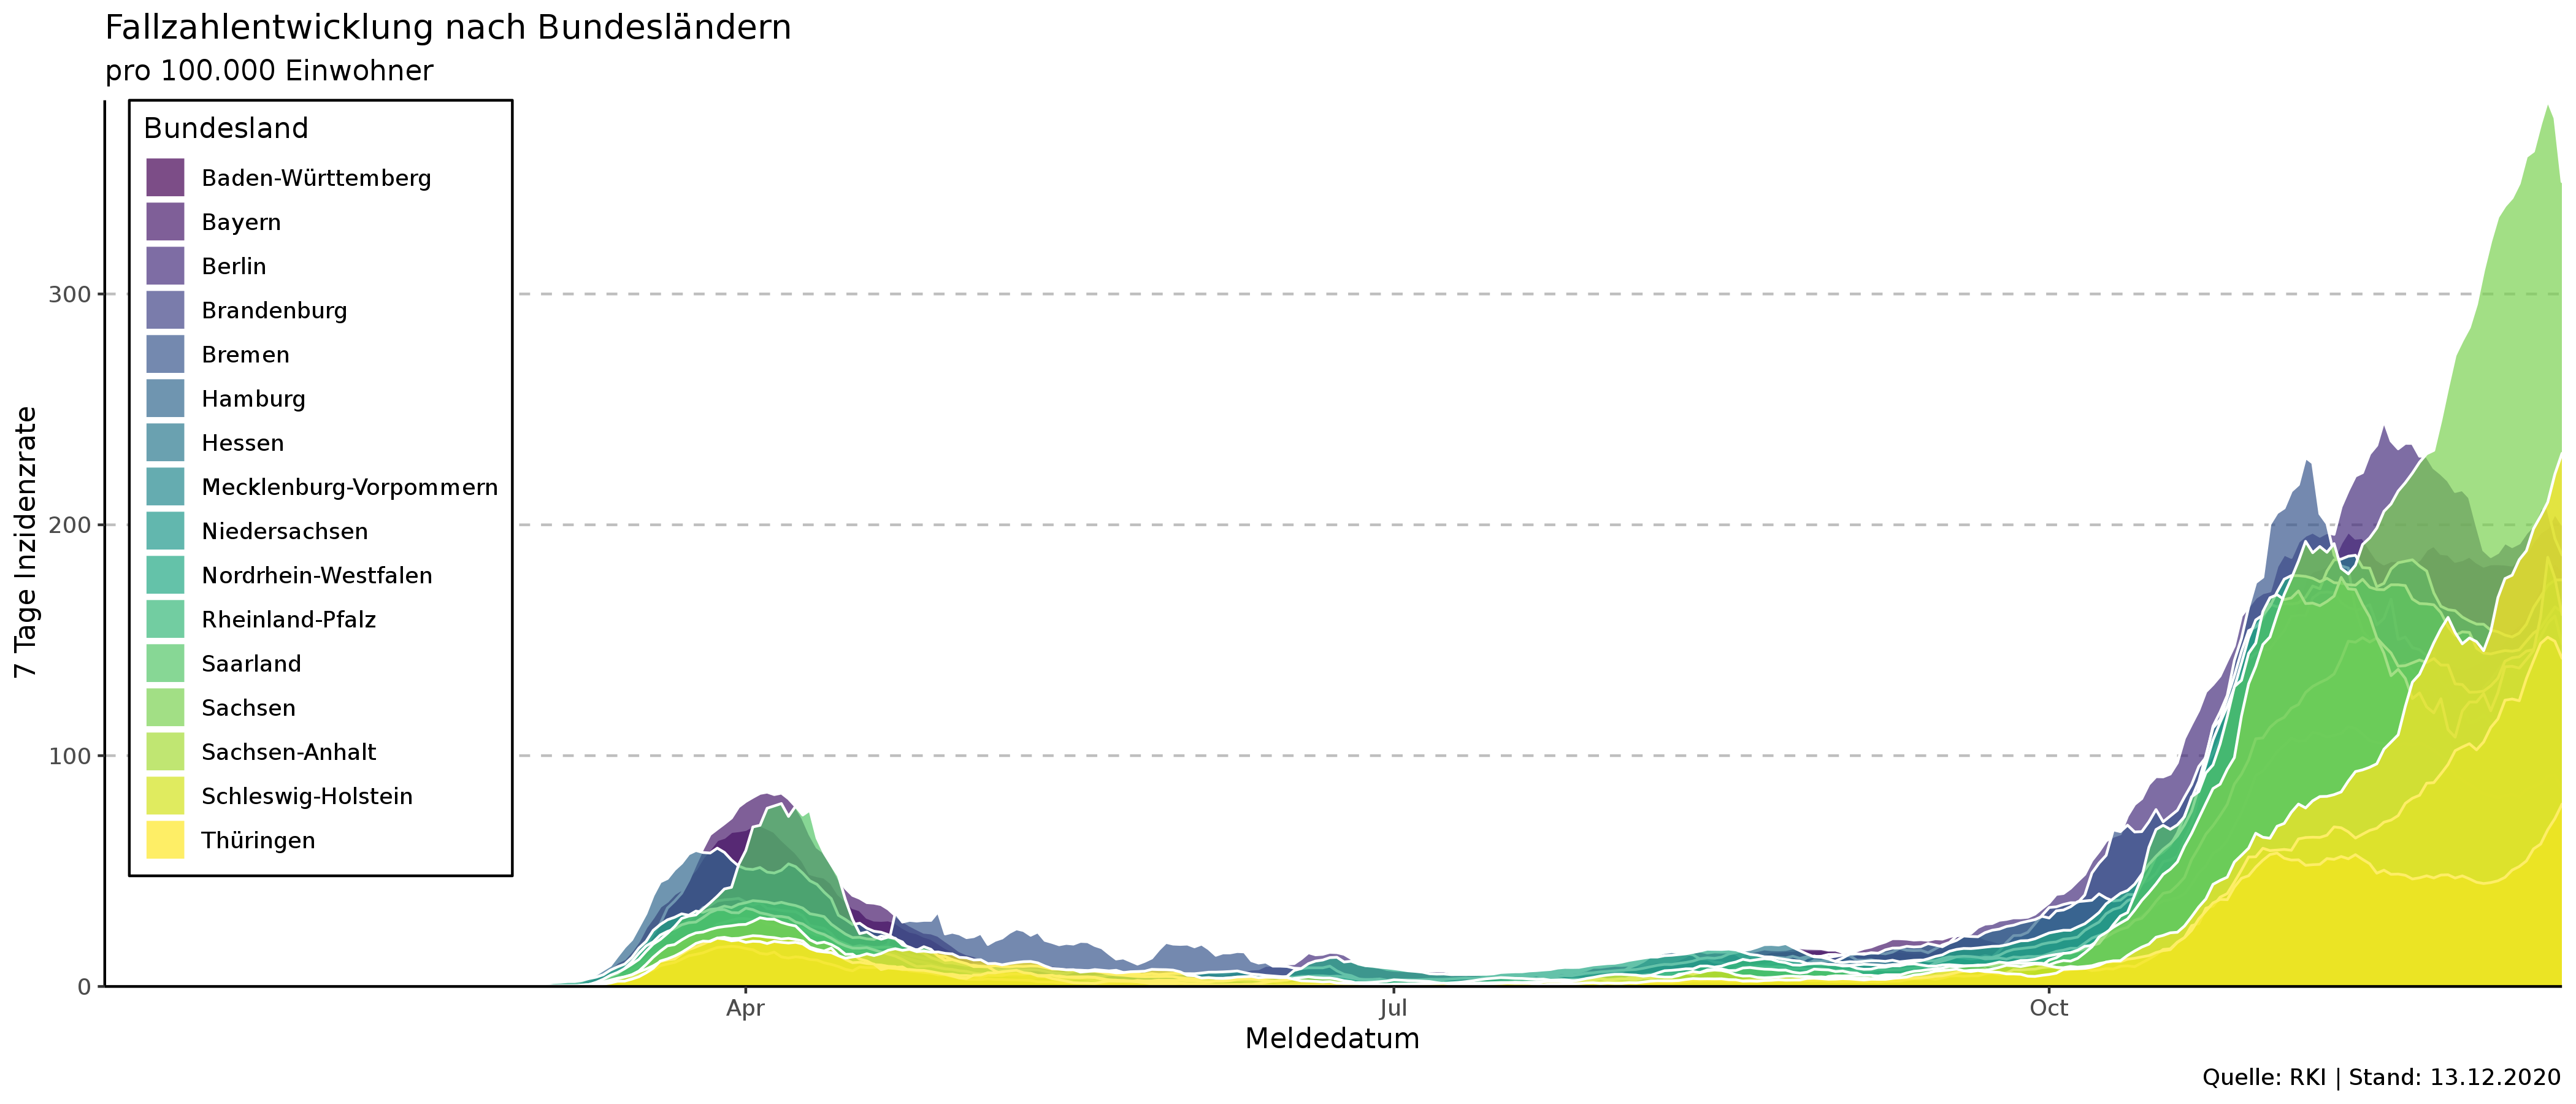 Fallzahlentwicklung nach Bundesländern
pro 100.000 Einwohner
Bundesland
Baden-Württemberg
Bayern
Berlin
Brandenburg
Bremen
Hamburg
Hessen
Mecklenburg-Vorpommern
Niedersachsen
Nordrhein-Westfalen
Rheinland-Pfalz
Saarland
Sachsen
Sachsen-Anhalt
Schleswig-Holstein
Thüringen
7 Tage Inzidenzrate
300
200
100
0
Apr
Jul
Oct
Meldedatum
Quelle: RKI | Stand: 13.12.2020